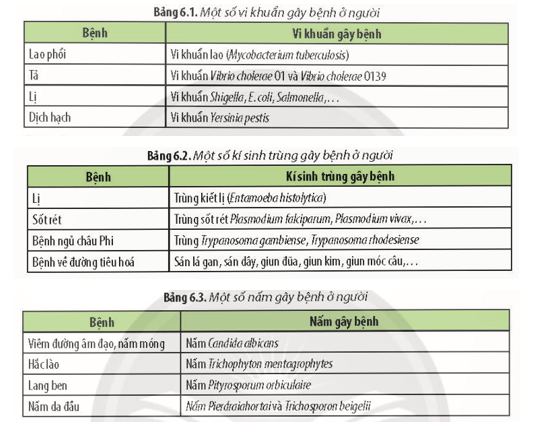 Bảng 6.1. Một số vi khuẩn gây bệnh ở người
Bệnh Vi khuẩn gây bệnh
Lao phổi Vi khuẩn lao (Mycobacterium tuberculosis)
Tả Vi khuẩn Vibrio cholerae O1 và Vibrio cholerae O139
Lị Vi khuẩn Shigella, E. coli, Salmonella,...
Dịch hạch Vi khuẩn Yersinia pestis
Bảng 6.2. Một số kí sinh trùng gây bệnh ở người
Bệnh Kí sinh trùng gây bệnh
Lị Trùng kiết lị (Entamoeba histolytica)
Sốt rét Trùng sốt rét Plasmodium falciparum, Plasmodium vivax,...
Bệnh ngủ châu Phi Trùng Trypanosoma gambiense, Trypanosoma rhodesiense
Bệnh về đường tiêu hoá Sán lá gan, sán dây, giun đũa, giun kim, giun móc câu,...
Bảng 6.3. Một số nấm gây bệnh ở người
Bệnh Nấm gây bệnh
Viêm đường âm đạo, nấm móng Nấm Candida albicans
Hắc lào Nấm Trichophyton mentagrophytes
Lang ben Nấm Pityrosporum orbiculaire
Nấm da đầu Nấm Pierdraiahortai và Trichosporon beigelii